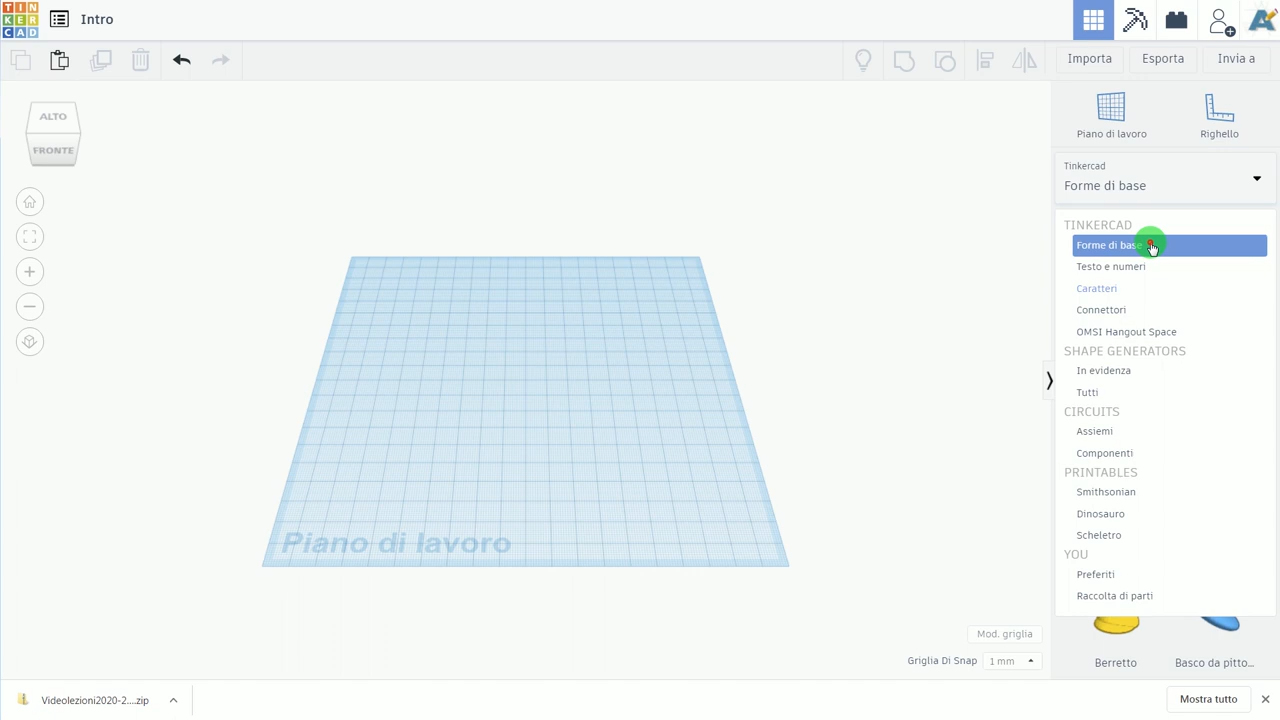 TIN
KER
CAD
Intro
Importa
Esporta
Invia a
ALTO
FRONTE
Piano di lavoro
Righello
Tinkercad
Forme di base
TINKERCAD
Forme di base
Testo e numeri
Caratteri
Connettori
OMSI Hangout Space
SHAPE GENERATORS
In evidenza
Tutti
CIRCUITS
Assiemi
Componenti
PRINTABLES
Smithsonian
Dinosauro
Scheletro
YOU
Preferiti
Raccolta di parti
Piano di lavoro
Mod. griglia
Griglia Di Snap
1 mm
Berretto
Basco da pitto...
Videolezioni2020-2....zip
Mostra tutto